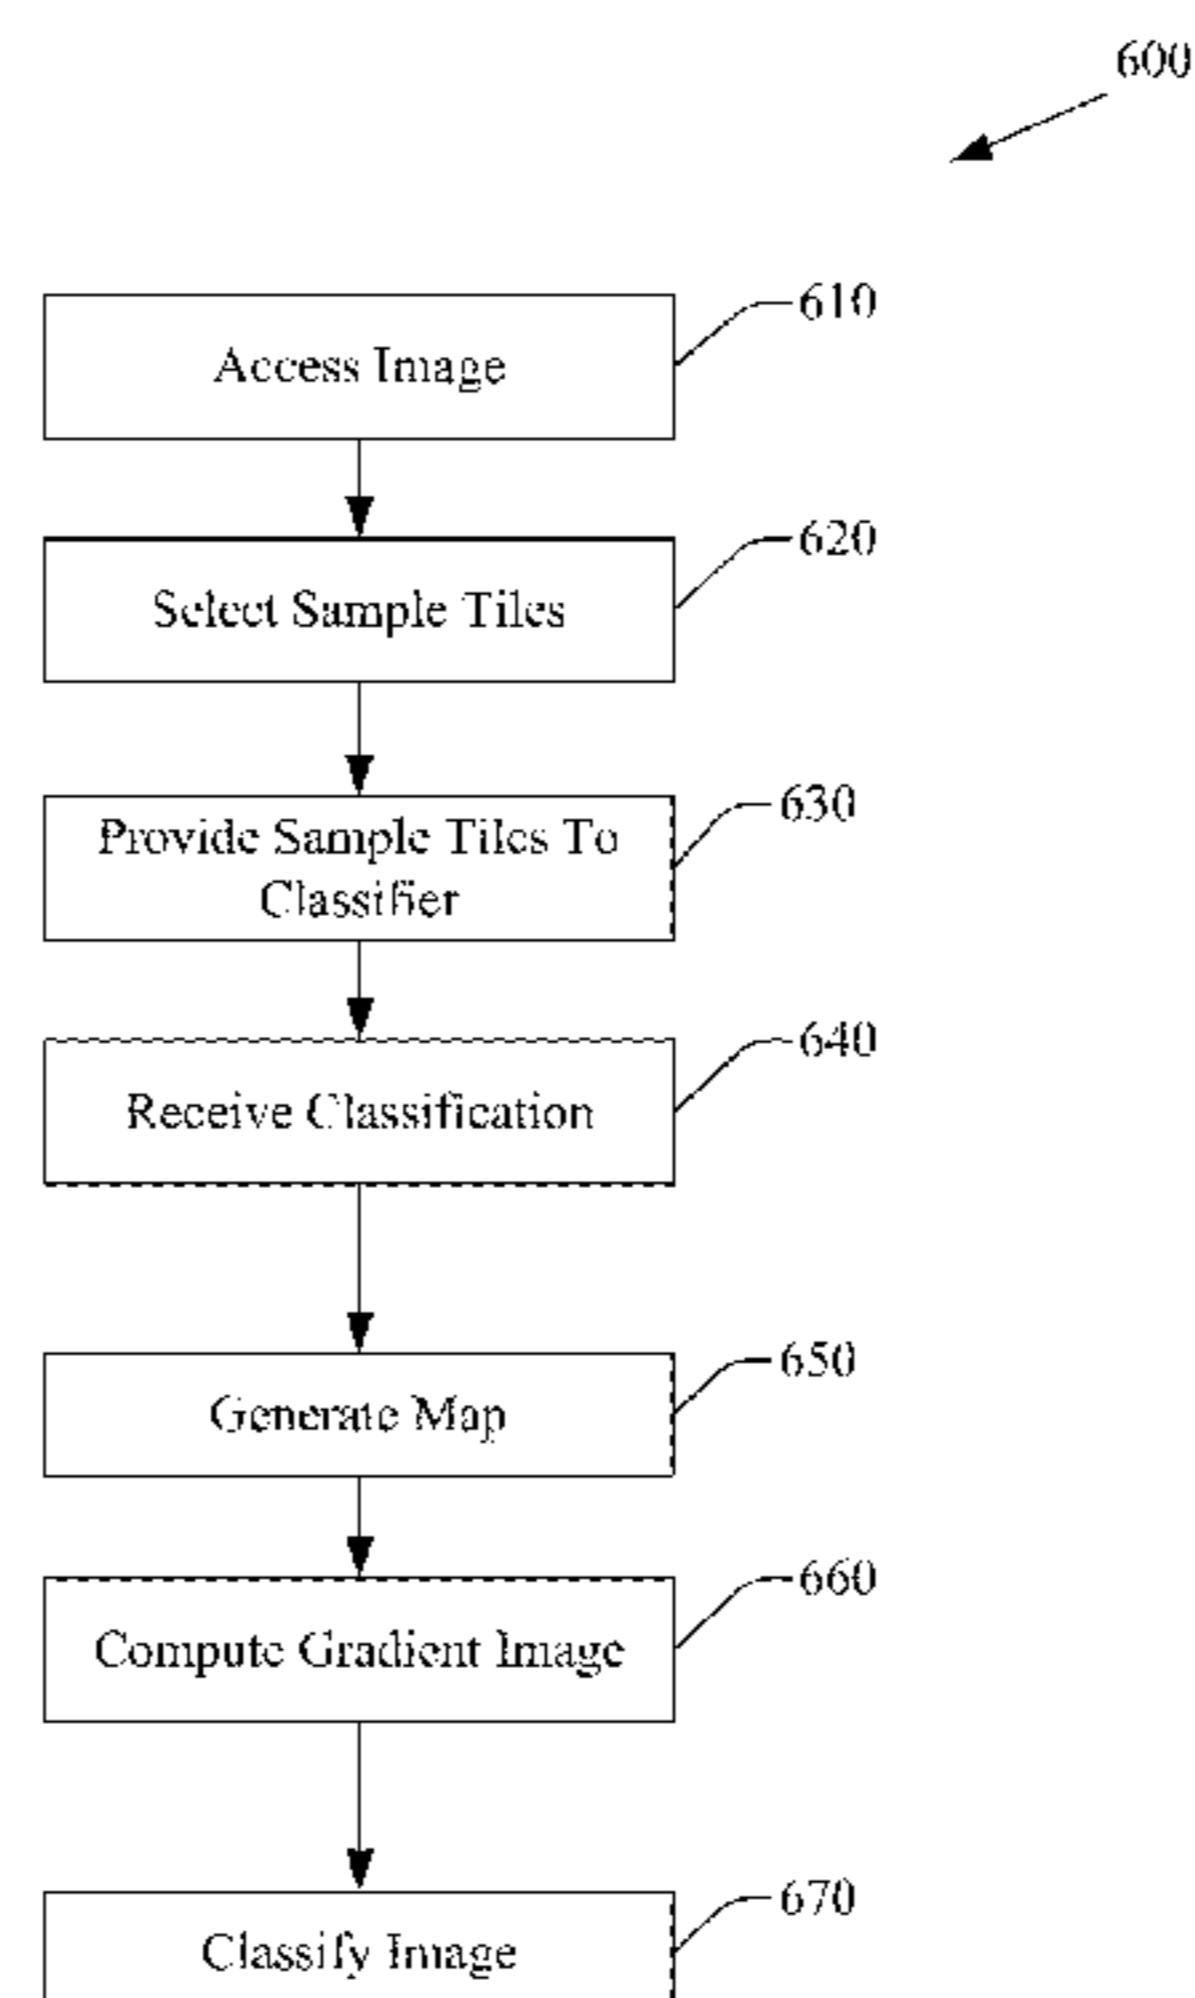 600
610
Access Image
620
Select Sample Tiles
630
Provide Sample Tiles To
Classifier
640
Receive Classification
650
Generate Map
660
Compute Gradient Image
670
Classify Image